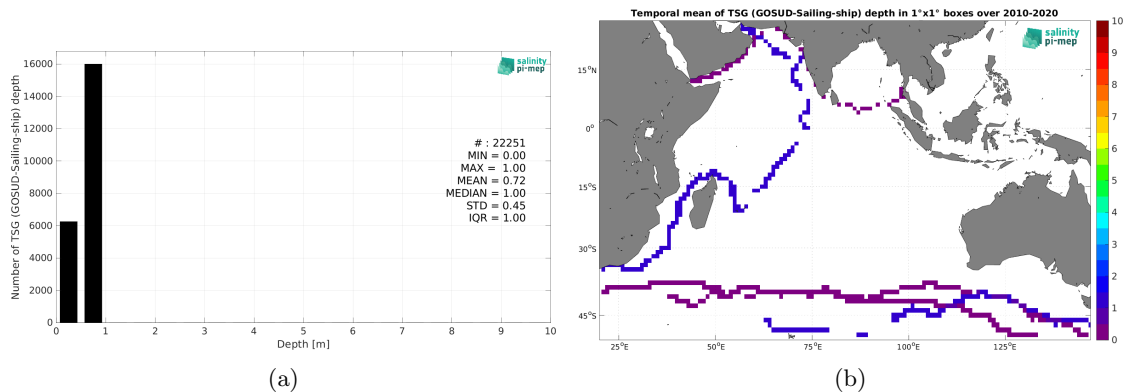 salinity
pi-mep
Number of TSG (GOSUD-Sailing-ship) depth
16000
14000
12000
10000
8000
6000
4000
2000
0
# : 22251
MIN = 0.00
MAX = 1.00
MEAN = 0.72
MEDIAN = 1.00
STD = 0.45
IQR = 1.00
0 1 2 3 4 5 6 7 8 9 10
Depth [m]
(a)
Temporal mean of TSG (GOSUD-Sailing-ship) depth in 1°x1° boxes over 2010-2020
salinity
pi-mep
15°N
0°
15°S
30°S
45°S
25°E 50°E 75°E 100°E 125°E
10
9
8
7
6
5
4
3
2
1
0
(b)